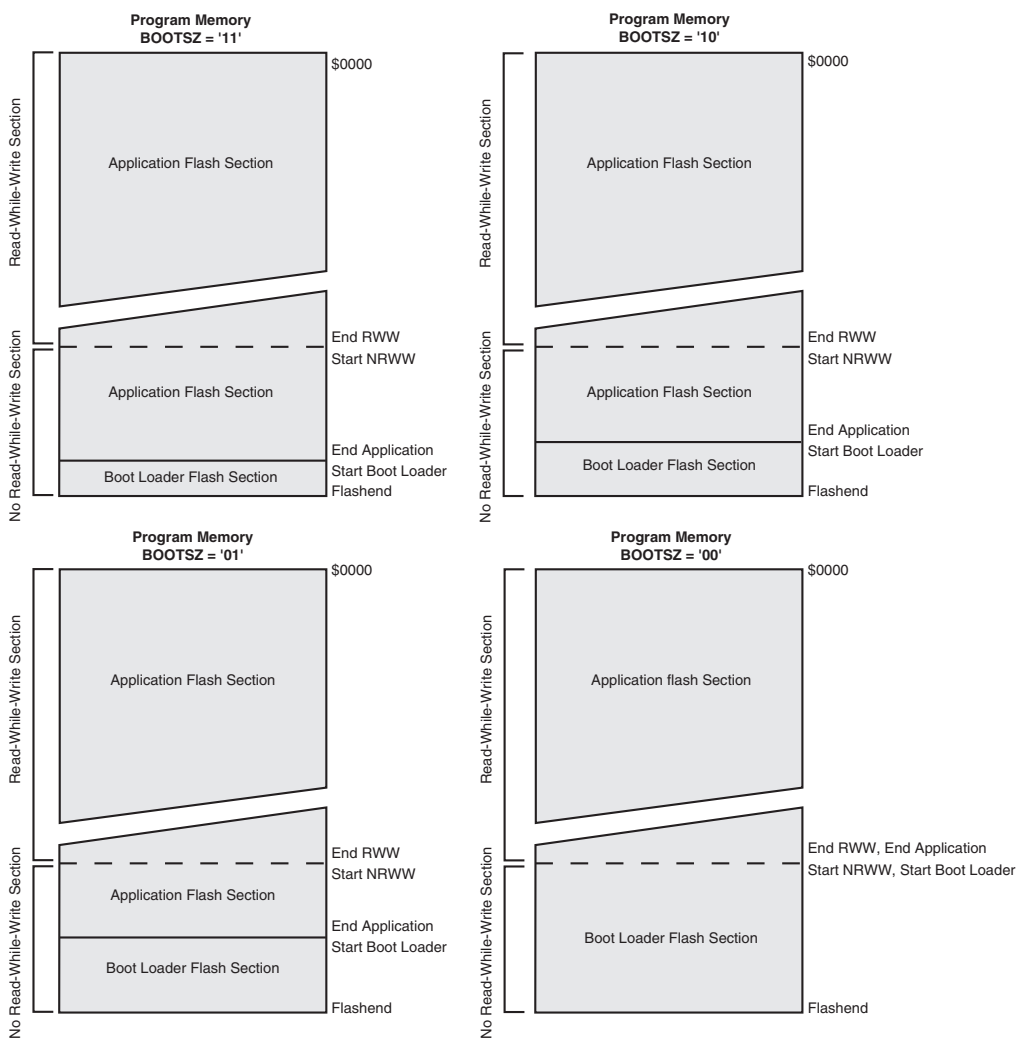 Program Memory
BOOTSZ = '11'
$0000
Read-While-Write Section
Application Flash Section
End RWW
Start NRWW
No Read-While-Write Section
Application Flash Section
End Application
Start Boot Loader
Boot Loader Flash Section
Flashend
Program Memory
BOOTSZ = '10'
$0000
Read-While-Write Section
Application Flash Section
End RWW
Start NRWW
No Read-While-Write Section
Application Flash Section
End Application
Start Boot Loader
Boot Loader Flash Section
Flashend
Program Memory
BOOTSZ = '01'
$0000
Read-While-Write Section
Application Flash Section
End RWW
Start NRWW
No Read-While-Write Section
Application Flash Section
End Application
Start Boot Loader
Boot Loader Flash Section
Flashend
Program Memory
BOOTSZ = '00'
$0000
Read-While-Write Section
Application flash Section
End RWW, End Application
Start NRWW, Start Boot Loader
No Read-While-Write Section
Boot Loader Flash Section
Flashend